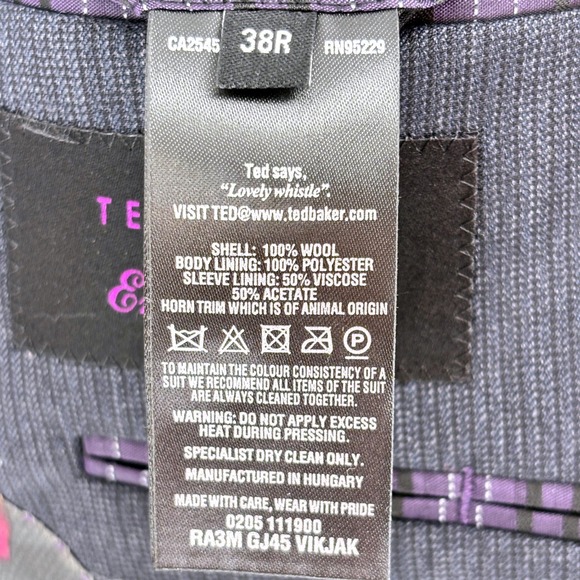 CA2545 38R RN95229
Ted says,
"Lovely whistle".
VISIT TED@www.tedbaker.com
SHELL: 100% WOOL
BODY LINING: 100% POLYESTER
SLEEVE LINING: 50% VISCOSE
50% ACETATE
HORN TRIM WHICH IS OF ANIMAL ORIGIN
P
TO MAINTAIN THE COLOUR CONSISTENCY OF A
SUIT WE RECOMMEND ALL ITEMS OF THE SUIT
ARE ALWAYS CLEANED TOGETHER.
WARNING: DO NOT APPLY EXCESS
HEAT DURING PRESSING.
SPECIALIST DRY CLEAN ONLY.
MANUFACTURED IN HUNGARY
MADE WITH CARE, WEAR WITH PRIDE
0205 111900
RA3M GJ45 VIKJAK
TE